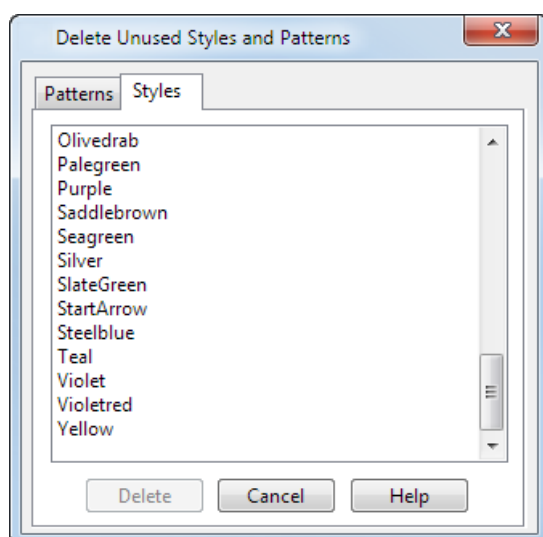 Delete Unused Styles and Patterns
Patterns Styles
Olivedrab
Palegreen
Purple
Saddlebrown
Seagreen
Silver
SlateGreen
StartArrow
Steelblue
Teal
Violet
Violetred
Yellow
Delete Cancel Help